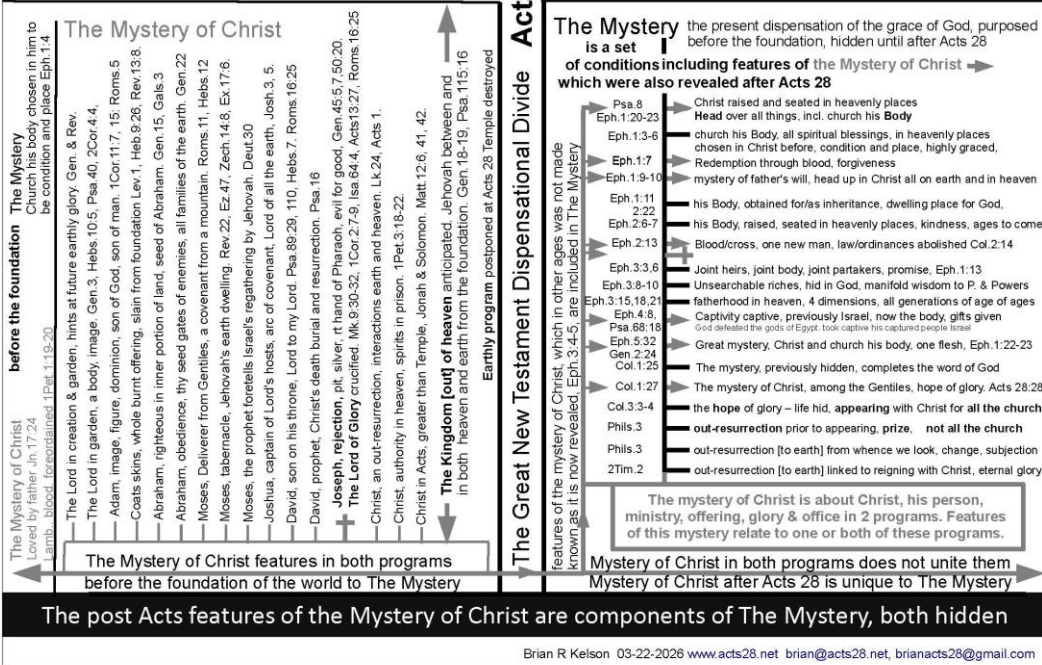 The Mystery of Christ
Loved by father Jn.17:24
Lamb, blood, foreordained 1Pet.1:19-20
before the foundation
The Mystery
Church his body chosen in him to
be condition and place Eph.1:4
The Mystery of Christ
The Lord in creation & garden, hints at future earthly glory. Gen. & Rev.
The Lord in garden, a body, image. Gen.3, Hebs.10:5, Psa.40, 2Cor.4:4,
Adam, image, figure, dominion, son of God, son of man. 1Cor.11:7, 15: Roms.5
Coats skins, whole burnt offering, slain from foundation Lev.1, Heb.9:26, Rev.13:8.
Abraham, righteous in inner portion of land, seed of Abraham. Gen.15, Gals.3
Abraham, obedience, thy seed gates of enemies, all families of the earth. Gen.22
Moses, Deliverer from Gentiles, a covenant from a mountain. Roms.11, Hebs.12
Moses, tabernacle, Jehovah's earth dwelling. Rev.22, Ez.47, Zech.14:8, Ex.17:6.
Moses, the prophet foretells Israel's regathering by Jehovah. Deut.30
Joshua, captain of Lord's hosts, arc of covenant, Lord of all the earth, Josh.3, 5.
David, son on his throne, Lord to my Lord. Psa.89:29, 110, Hebs.7. Roms.16:25
David, prophet, Christ's death burial and resurrection. Psa.16
Joseph, rejection, pit, silver, rt hand of Pharaoh, evil for good, Gen.45:5,7,50:20.
The Lord of Glory crucified. Mk.9:30-32, 1Cor.2:7-9, Isa.64:4, Acts13:27, Roms.16:25
Christ, an out-resurrection, interactions earth and heaven. Lk.24, Acts 1.
Christ, authority in heaven, spirits in prison. 1Pet.3:18-22.
Christ in Acts, greater than Temple, Jonah & Solomon. Matt.12:6, 41, 42.
The Kingdom [out] of heaven anticipated. Jehovah between and
in both heaven and earth from the foundation. Gen.18-19, Psa.115:16
Earthly program postponed at Acts 28 Temple destroyed
The Mystery of Christ features in both programs
before the foundation of the world to The Mystery
The Great New Testament Dispensational Divide Act
The Mystery the present dispensation of the grace of God, purposed
before the foundation, hidden until after Acts 28
is a set
of conditions including features of the Mystery of Christ
which were also revealed after Acts 28
features of the mystery of Christ, which in other ages was not made
known as it is now revealed, Eph.3:4-5, are included in The Mystery
Psa.8
Eph.1:20-23
Christ raised and seated in heavenly places
Head over all things, incl. church his Body
Eph.1:3-6
church his Body, all spiritual blessings, in heavenly places
chosen in Christ before, condition and place, highly graced,
Eph.1:7 Redemption through blood, forgiveness
Eph.1:9-10 mystery of father's will, head up in Christ all on earth and in heaven
Eph.1:11
2:22
his Body, obtained for/as inheritance, dwelling place for God,
Eph.2:6-7 his Body, raised, seated in heavenly places, kindness, ages to come
Eph.2:13 Blood/cross, one new man, law/ordinances abolished Col.2:14
Eph.3:3,6 Joint heirs, joint body, joint partakers, promise, Eph.1:13
Eph.3:8-10 Unsearchable riches, hid in God, manifold wisdom to P. & Powers
Eph.3:15,18,21 fatherhood in heaven, 4 dimensions, all generations of age of ages
Eph.4:8,
Psa.68:18
Captivity captive, previously Israel, now the body, gifts given
God defeated the gods of Egypt. took captive his captured people Israel
Eph.5:32
Gen.2:24
Great mystery, Christ and church his body, one flesh, Eph.1:22-23
Col.1:25 The mystery, previously hidden, completes the word of God
Col.1:27 The mystery of Christ, among the Gentiles, hope of glory. Acts 28:28
Col.3:3-4 the hope of glory – life hid, appearing with Christ for all the church
Phils.3 out-resurrection prior to appearing, prize, not all the church
Phils.3 out-resurrection [to earth] from whence we look, change, subjection
2Tim.2 out-resurrection [to earth] linked to reigning with Christ, eternal glory
The mystery of Christ is about Christ, his person,
ministry, offering, glory & office in 2 programs. Features
of this mystery relate to one or both of these programs.
Mystery of Christ in both programs does not unite them
Mystery of Christ after Acts 28 is unique to The Mystery
The post Acts features of the Mystery of Christ are components of The Mystery, both hidden
Brian R Kelson 03-22-2026 www.acts28.net brian@acts28.net, brianacts28@gmail.com